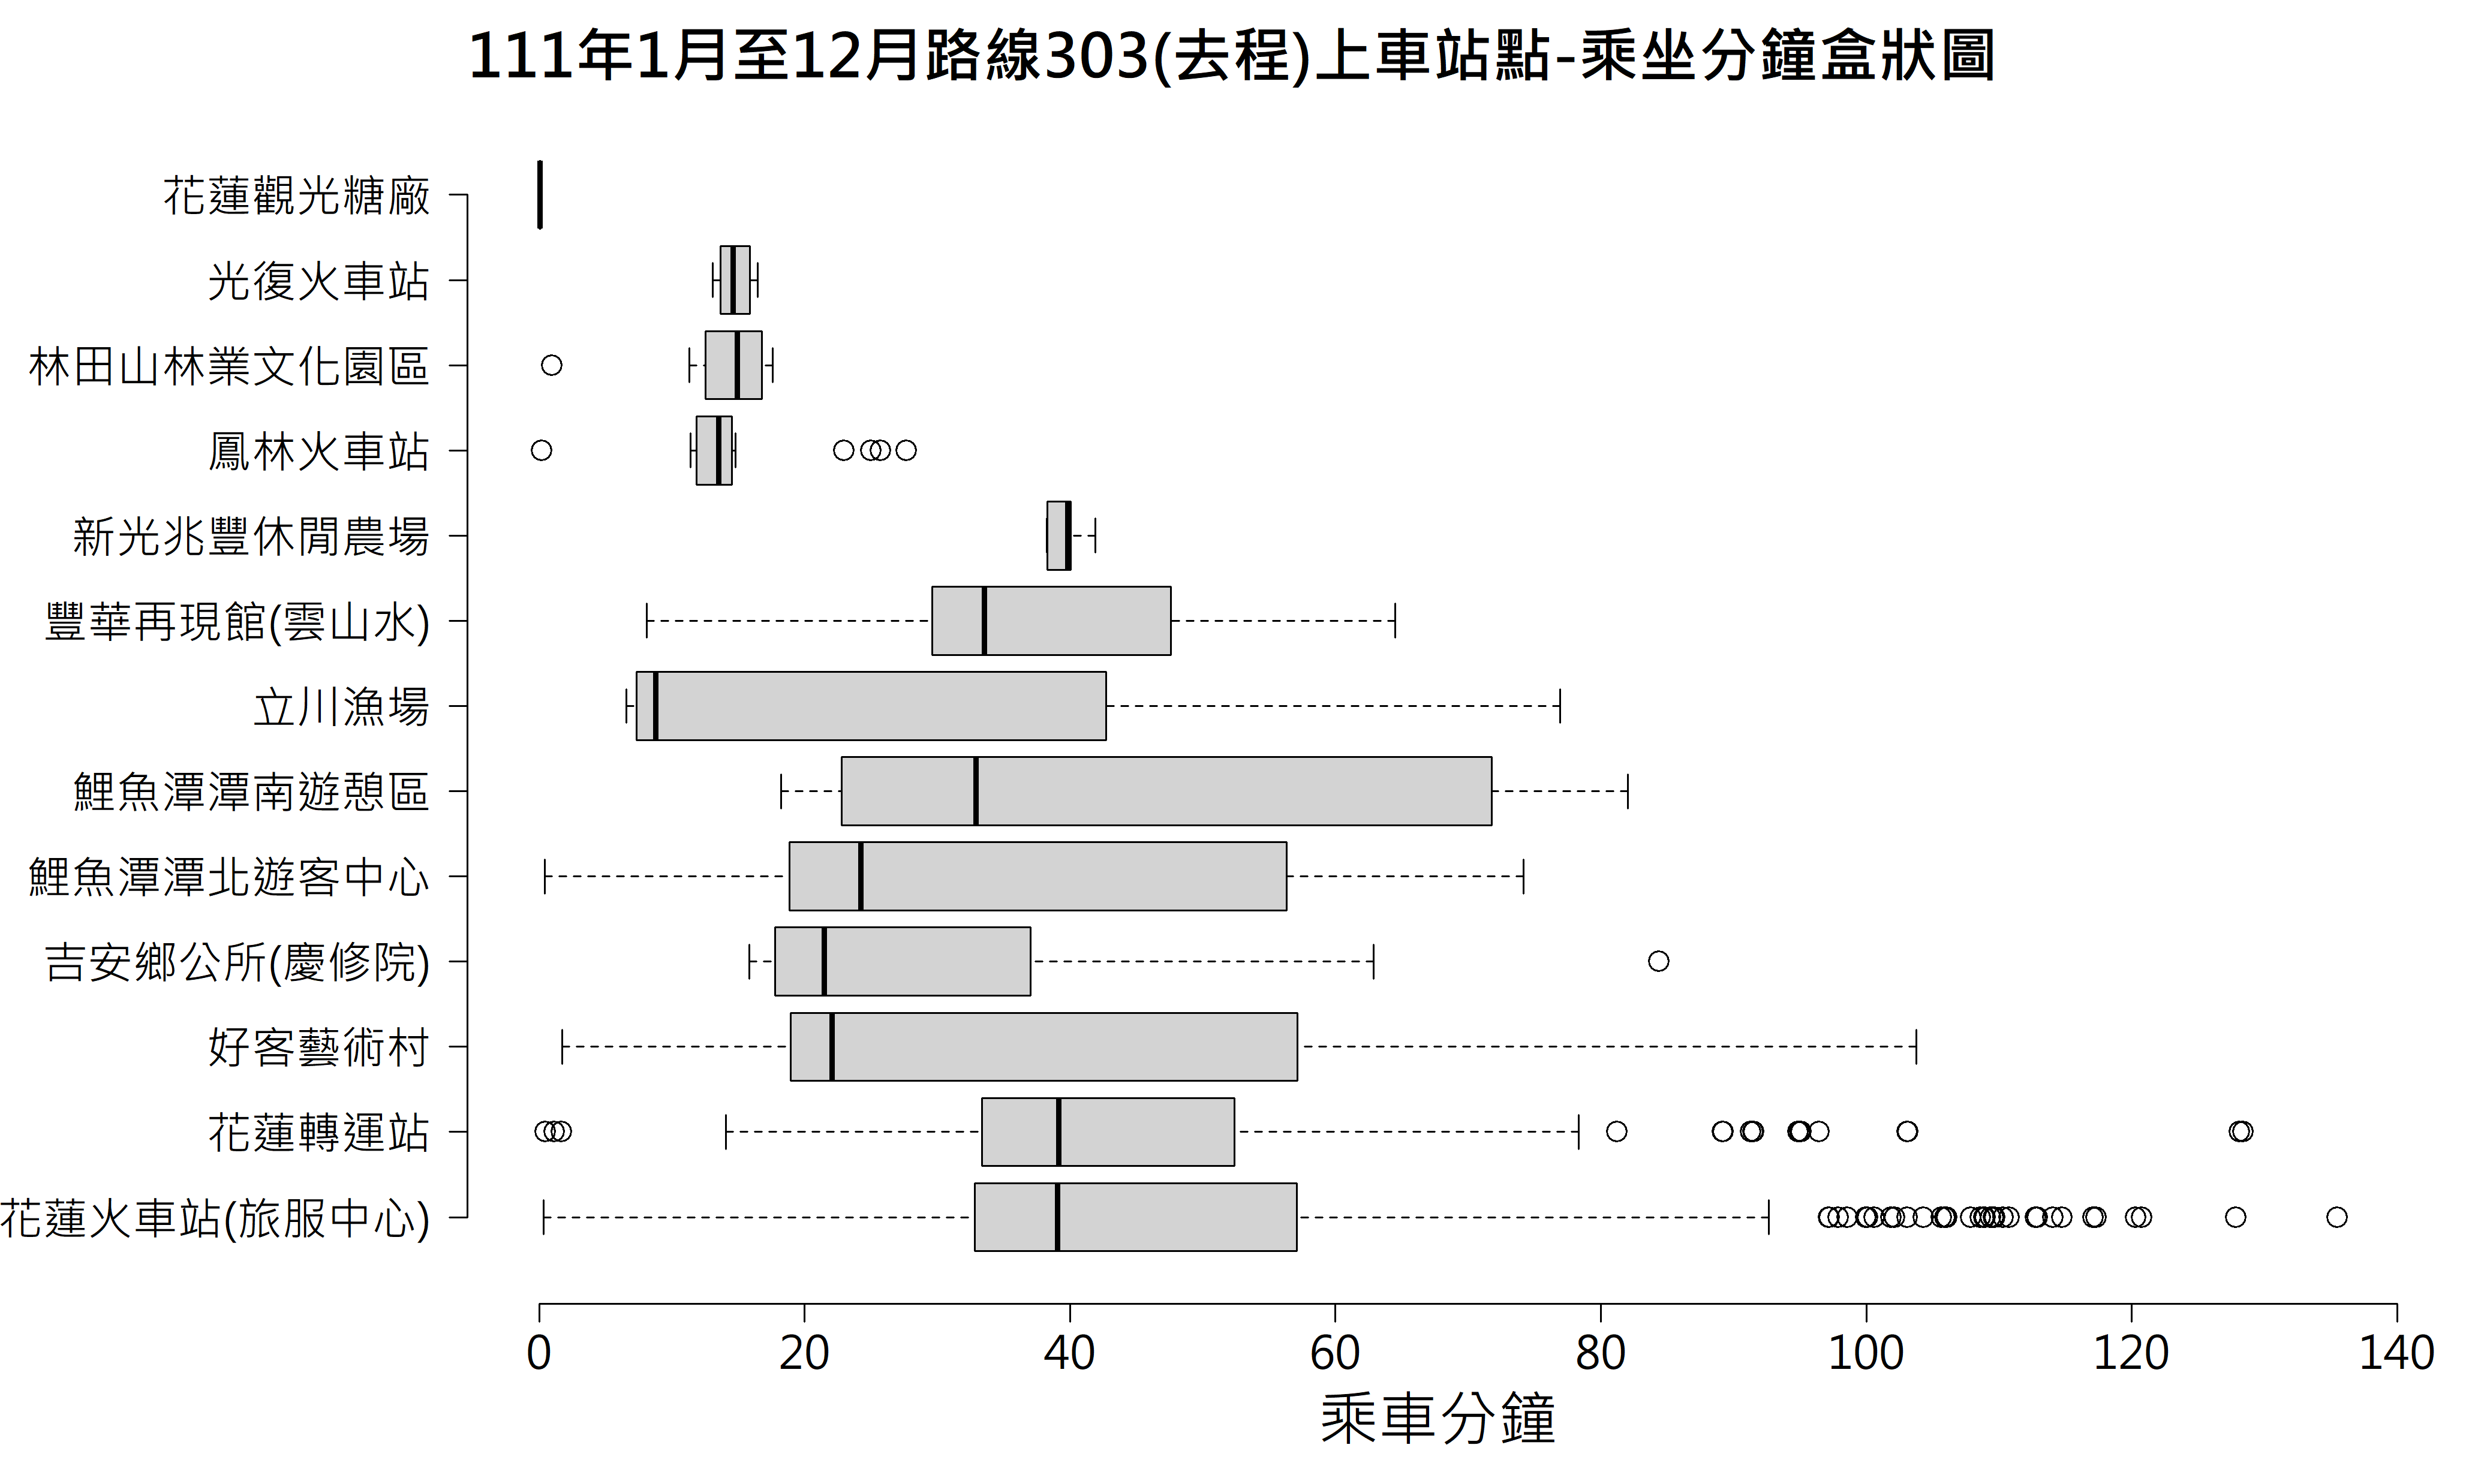 111年1月至12月路線303(去程)上車站點-乘坐分鐘盒狀圖
花蓮觀光糖廠
光復火車站
林田山林業文化園區
鳳林火車站
新光兆豐休閒農場
豐華再現館(雲山水)
立川漁場
鯉魚潭潭南遊憩區
鯉魚潭潭北遊客中心
吉安鄉公所(慶修院)
好客藝術村
花蓮轉運站
花蓮火車站(旅服中心)
0 20 40 60 80 100 120 140
乘車分鐘